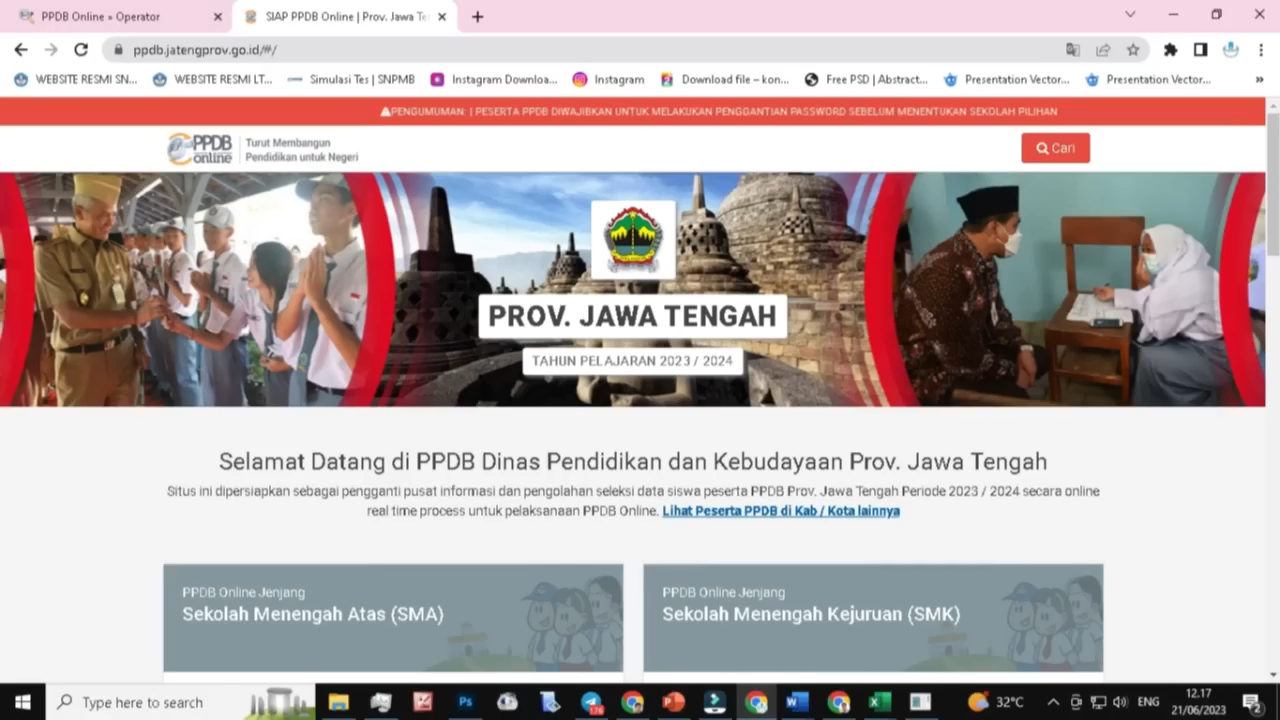 PPDB Online » Operator
SIAP PPDB Online | Prov. Jawa Te
ppdb.jatengprov.go.id/#/
WEBSITE RESMI SN...
WEBSITE RESMI LT...
Simulasi Tes | SNPMB
Instagram Downloa...
Instagram
Download file – kon...
Free PSD | Abstract...
Presentation Vector...
Presentation Vector...
»
PENGUMUMAN: | PESERTA PPDB DIWAJIBKAN UNTUK MELAKUKAN PENGGANTIAN PASSWORD SEBELUM MENENTUKAN SEKOLAH PILIHAN
PPDB online
Turut Membangun
Pendidikan untuk Negeri
Cari
PROV. JAWA TENGAH
TAHUN PELAJARAN 2023 / 2024
Selamat Datang di PPDB Dinas Pendidikan dan Kebudayaan Prov. Jawa Tengah
Situs ini dipersiapkan sebagai pengganti pusat informasi dan pengolahan seleksi data siswa peserta PPDB Prov. Jawa Tengah Periode 2023 / 2024 secara online
real time process untuk pelaksanaan PPDB Online. Lihat Peserta PPDB di Kab / Kota lainnya
PPDB Online Jenjang
Sekolah Menengah Atas (SMA)
PPDB Online Jenjang
Sekolah Menengah Kejuruan (SMK)
Type here to search
Ps
176
32°C
ENG
12.17
21/06/2023
2